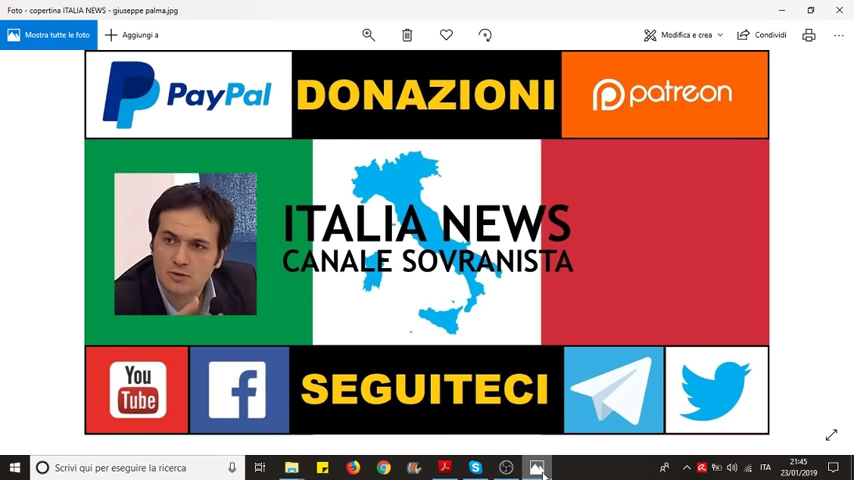 Foto - copertina ITALIA NEWS - giuseppe palma.jpg
Mostra tutte le foto
Aggiungi a
Modifica e crea
Condividi
PayPal
DONAZIONI
patreon
ITALIA NEWS
CANALE SOVRANISTA
You
Tube
f
SEGUITECI
Scrivi qui per eseguire la ricerca
ITA
21:45
23/01/2019